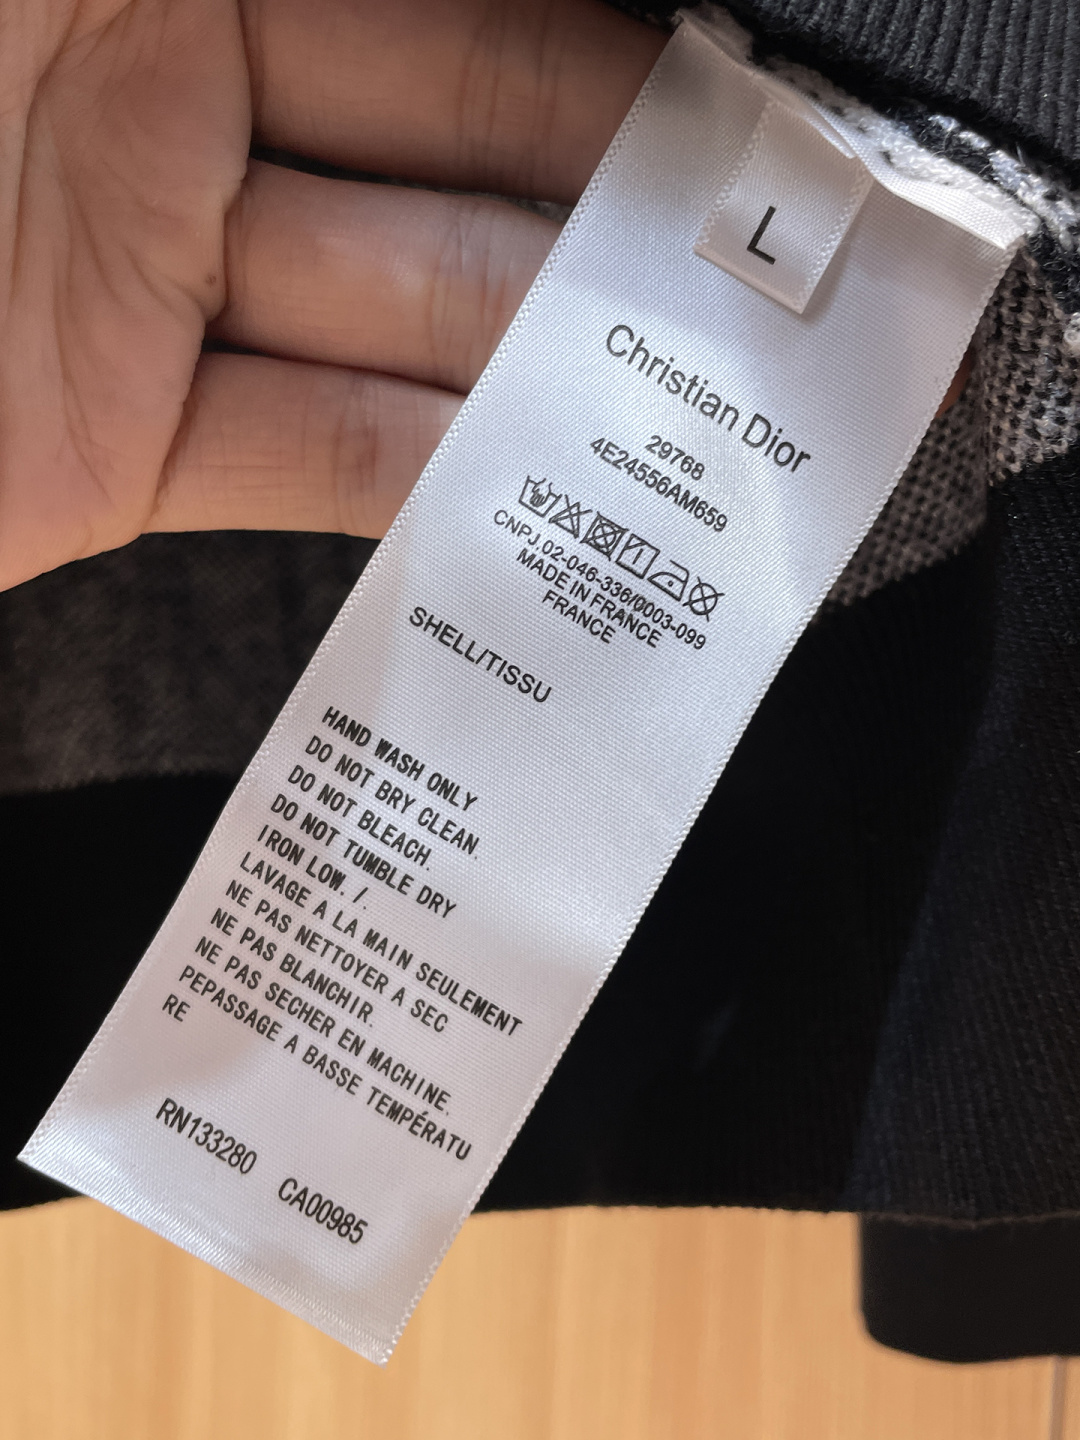 L
Christian Dior
29768
4E24556AM659
CNPJ.02-046-336/0003-099
MADE IN FRANCE
FRANCE
SHELL/TISSU
HAND WASH ONLY
DO NOT BRY CLEAN.
DO NOT BLEACH.
DO NOT TUMBLE DRY
IRON LOW. /.
LAVAGE A LA MAIN SEULEMENT
NE PAS NETTOYER A SEC
NE PAS BLANCHIR.
NE PAS SECHER EN MACHINE.
PEPASSAGE A BASSE TEMPÉRATU
RE
RN133280 CA00985